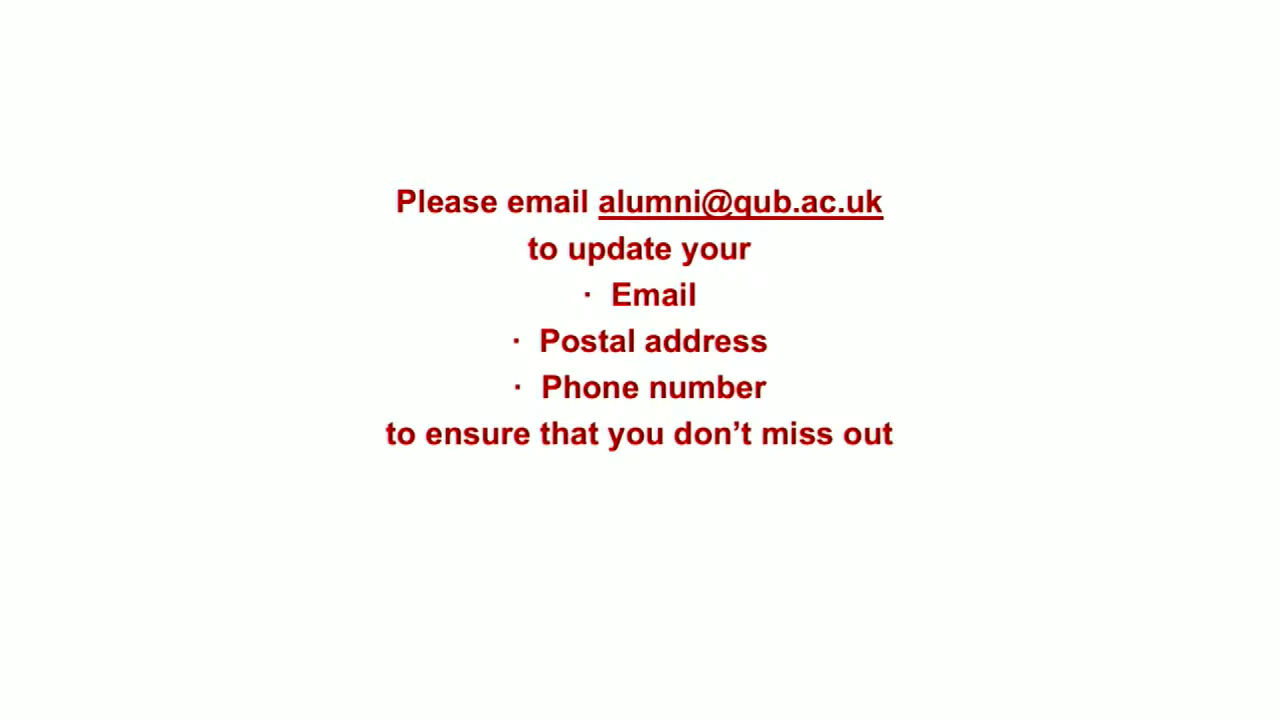 Please email alumni@qub.ac.uk
to update your
· Email
· Postal address
· Phone number
to ensure that you don’t miss out